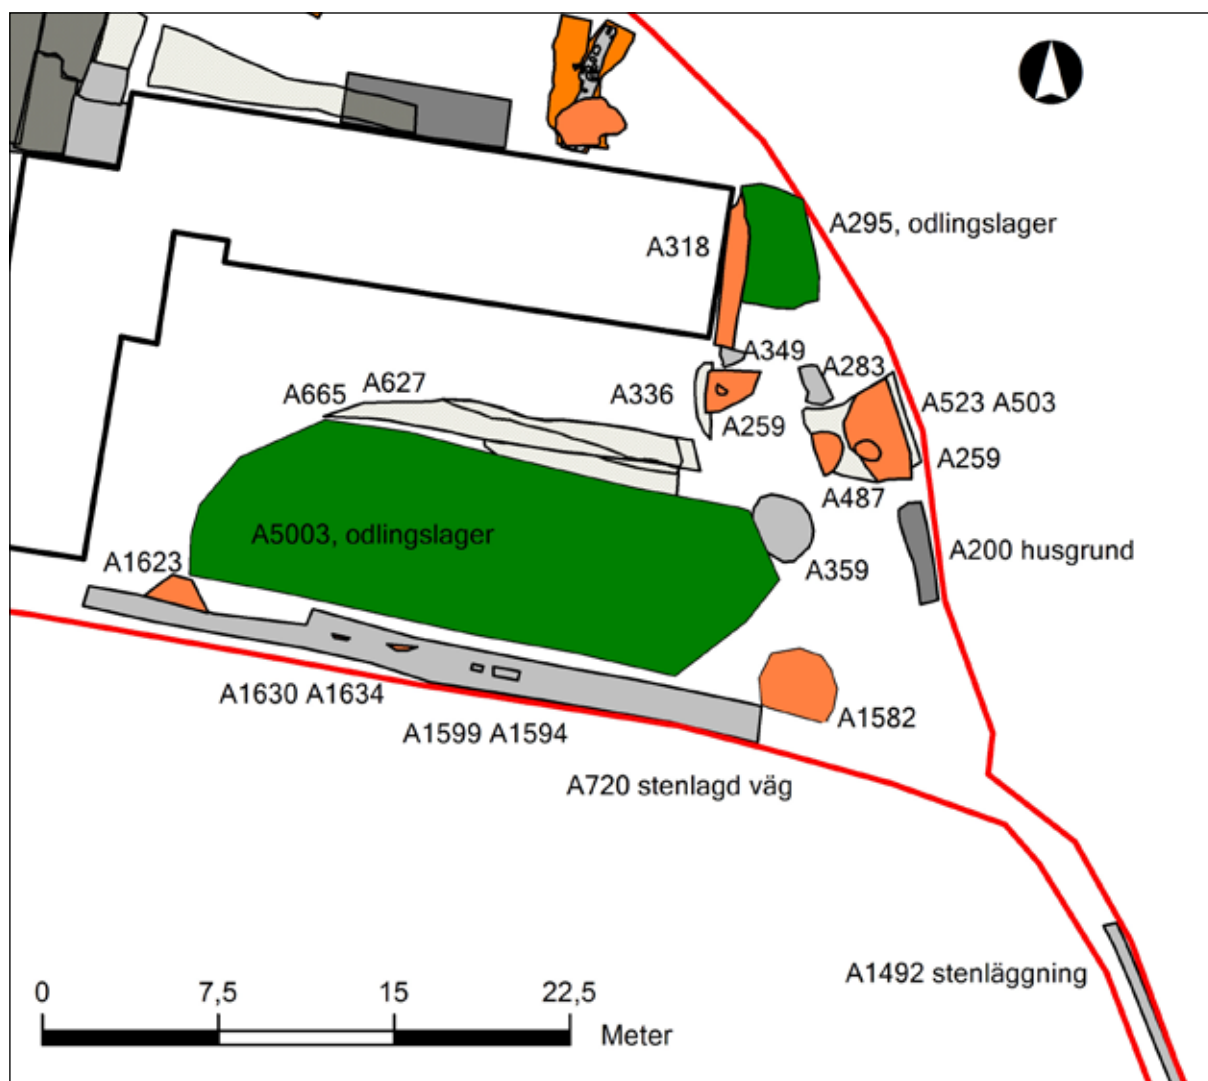 A295, odlingslager
A318
A349
A283
A627
A665
A336
A523 A503
A259
A259
A487
A5003, odlingslager
A200 husgrund
A1623
A359
A1630 A1634
A1582
A1599 A1594
A720 stenlagd väg
A1492 stenläggning
0 7,5 15 22,5
Meter